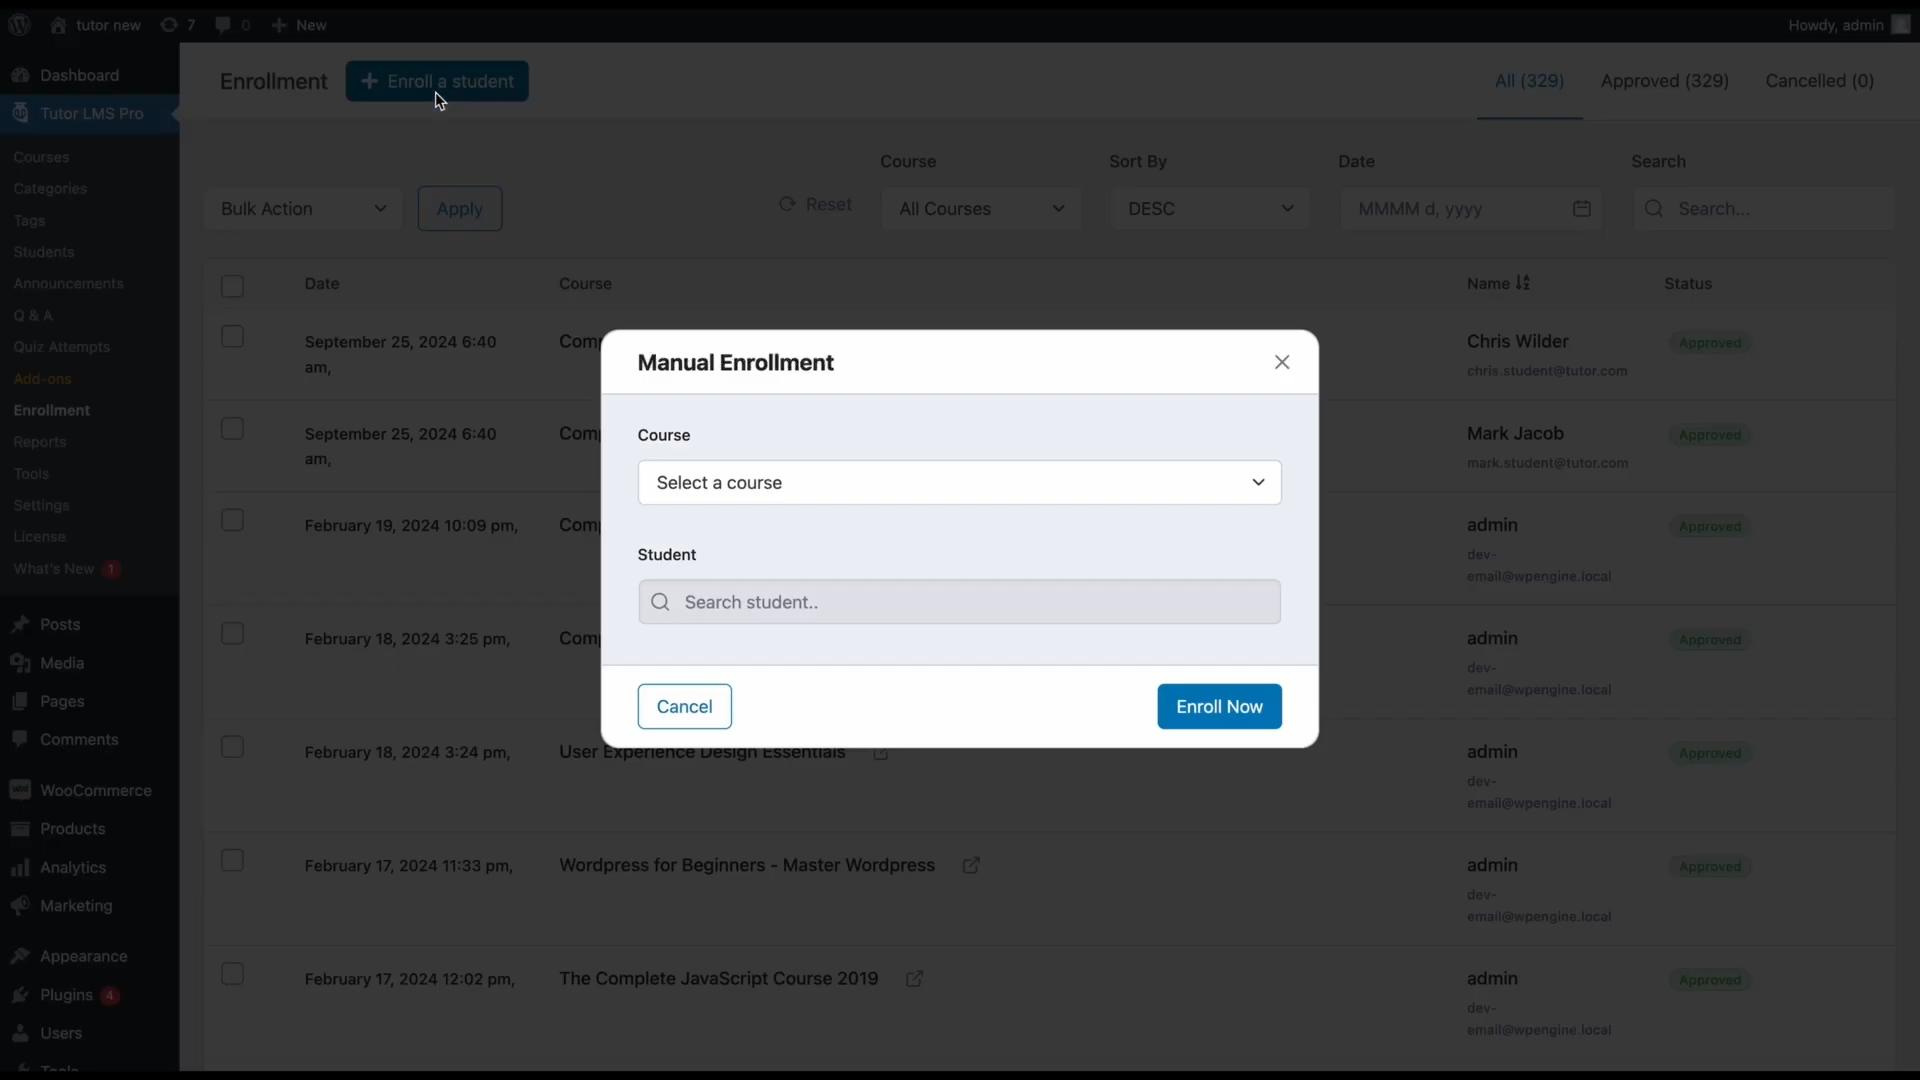 tutor new 7 0 New Howdy, admin
Dashboard
Tutor LMS Pro
Courses
Categories
Tags
Students
Announcements
Q & A
Quiz Attempts
Add-ons
Enrollment
Reports
Tools
Settings
License
What's New 1
Posts
Media
Pages
Comments
WooCommerce
Products
Analytics
Marketing
Appearance
Plugins 4
Users
Enrollment Enroll a student All (329) Approved (329) Cancelled (0)
Course Sort By Date Search
Bulk Action Apply Reset All Courses DESC MMMM d, yyyy Search...
Date Course Name Status
September 25, 2024 6:40 Chris Wilder Approved
am, chris.student@tutor.com
September 25, 2024 6:40 Mark Jacob Approved
am, mark.student@tutor.com
February 19, 2024 10:09 pm, admin Approved
dev-
email@wpengine.local
February 18, 2024 3:25 pm, admin Approved
dev-
email@wpengine.local
February 18, 2024 3:24 pm, User Experience Design Essentials admin Approved
dev-
email@wpengine.local
February 17, 2024 11:33 pm, Wordpress for Beginners - Master Wordpress admin Approved
dev-
email@wpengine.local
February 17, 2024 12:02 pm, The Complete JavaScript Course 2019 admin Approved
dev-
email@wpengine.local
Manual Enrollment
Course
Select a course
Student
Search student..
Cancel Enroll Now